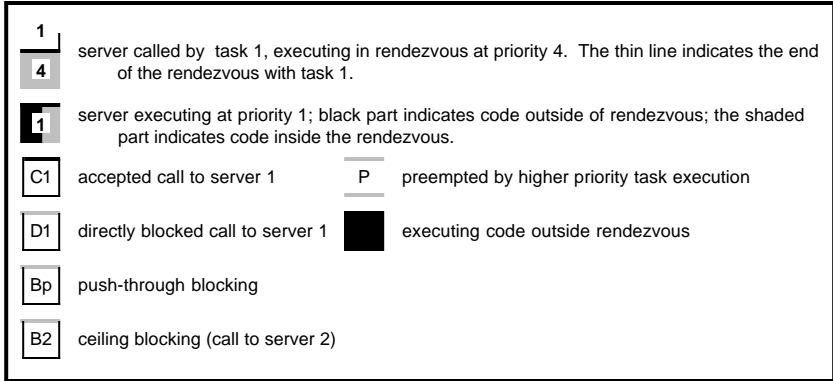 1
server called by task 1, executing in rendezvous at priority 4. The thin line indicates the end
4
of the rendezvous with task 1.
server executing at priority 1; black part indicates code outside of rendezvous; the shaded
1
part indicates code inside the rendezvous.
C1 accepted call to server 1 P preempted by higher priority task execution
D1 directly blocked call to server 1 executing code outside rendezvous
Bp push-through blocking
B2 ceiling blocking (call to server 2)